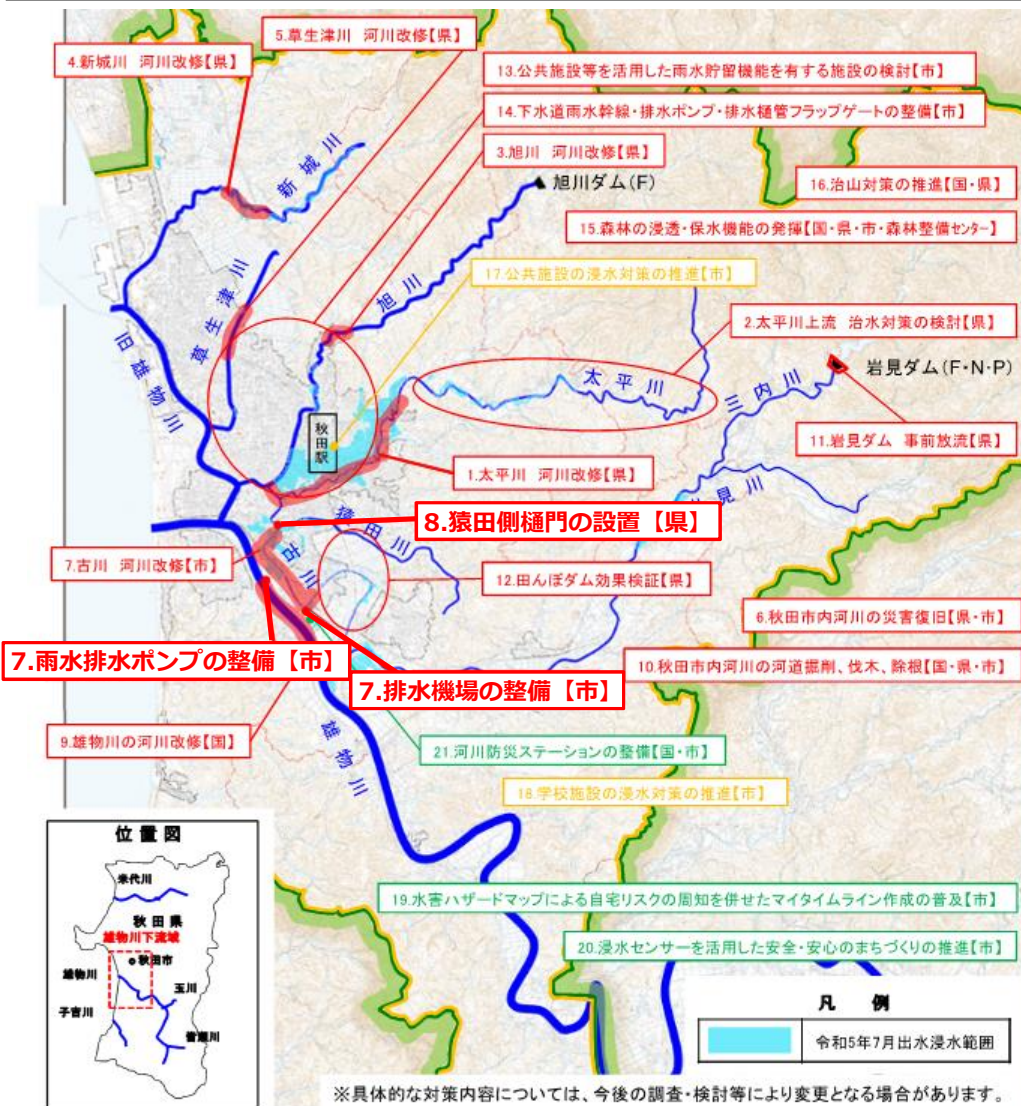 5.草生津川 河川改修【県】
4.新城川 河川改修【県】
13.公共施設等を活用した雨水貯留機能を有する施設の検討【市】
14.下水道雨水幹線・排水ポンプ・排水樋管フラップゲートの整備【市】
3.旭川 河川改修【県】
新城川
旭川ダム(F)
16.治山対策の推進【国・県】
15.森林の浸透・保水機能の発揮【国・県・市・森林整備センター】
17.公共施設の浸水対策の推進【市】
旭川
草生津川
2.太平川上流 治水対策の検討【県】
旧雄物川
太平川
三内川
岩見ダム(F・N・P)
秋田駅
11.岩見ダム 事前放流【県】
1.太平川 河川改修【県】
見川
8.猿田側樋門の設置【県】
猿田川
古川
7.古川 河川改修【市】
12.田んぼダム効果検証【県】
6.秋田市内河川の災害復旧【県・市】
7.雨水排水ポンプの整備【市】
10.秋田市内河川の河道掘削、伐木、除根【国・県・市】
7.排水機場の整備【市】
9.雄物川の河川改修【国】
雄物川
21.河川防災ステーションの整備【国・市】
18.学校施設の浸水対策の推進【市】
位置図
米代川
秋田県
雄物川下流域
秋田市
雄物川
玉川
子吉川
皆瀬川
19.水害ハザードマップによる自宅リスクの周知を併せたマイタイムライン作成の普及【市】
20.浸水センサーを活用した安全・安心のまちづくりの推進【市】
凡 例
令和5年7月出水浸水範囲
※具体的な対策内容については、今後の調査・検討等により変更となる場合があります。